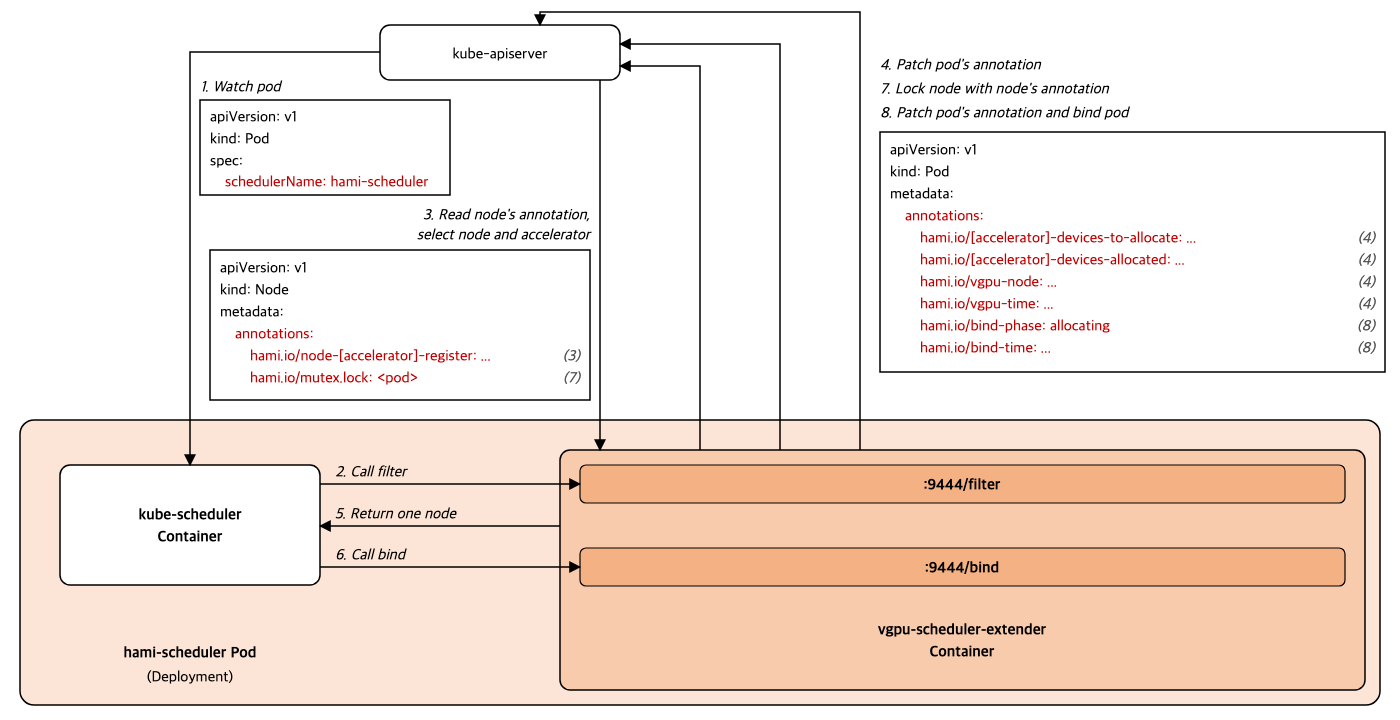 kube-apiserver
1. Watch pod
apiVersion: v1
kind: Pod
spec:
schedulerName: hami-scheduler
3. Read node's annotation,
select node and accelerator
apiVersion: v1
kind: Node
metadata:
annotations:
hami.io/node-[accelerator]-register: ... (3)
hami.io/mutex.lock: <pod> (7)
4. Patch pod's annotation
7. Lock node with node's annotation
8. Patch pod's annotation and bind pod
apiVersion: v1
kind: Pod
metadata:
annotations:
hami.io/[accelerator]-devices-to-allocate: ... (4)
hami.io/[accelerator]-devices-allocated: ... (4)
hami.io/vgpu-node: ... (4)
hami.io/vgpu-time: ... (4)
hami.io/bind-phase: allocating (8)
hami.io/bind-time: ... (8)
kube-scheduler
Container
2. Call filter
5. Return one node
6. Call bind
:9444/filter
:9444/bind
vgpu-scheduler-extender
Container
hami-scheduler Pod
(Deployment)